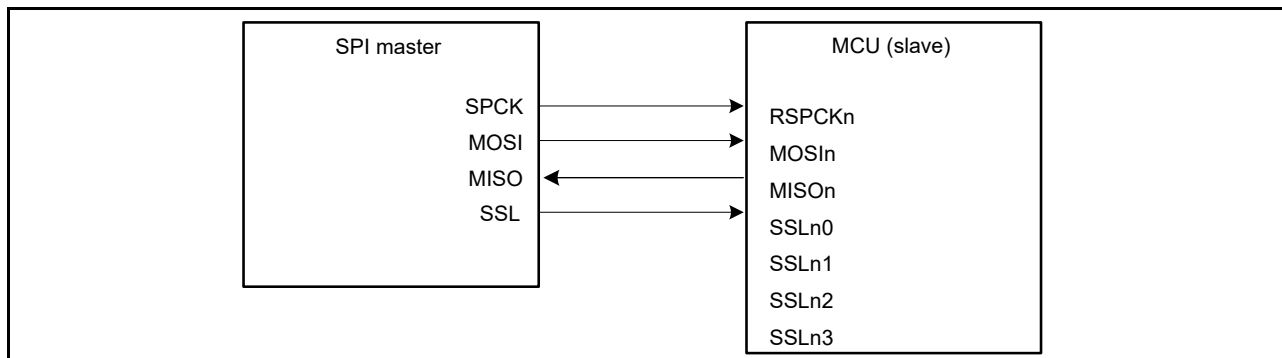 SPI master
SPCK
MOSI
MISO
SSL
MCU (slave)
RSPCKn
MOSIn
MISOn
SSLn0
SSLn1
SSLn2
SSLn3